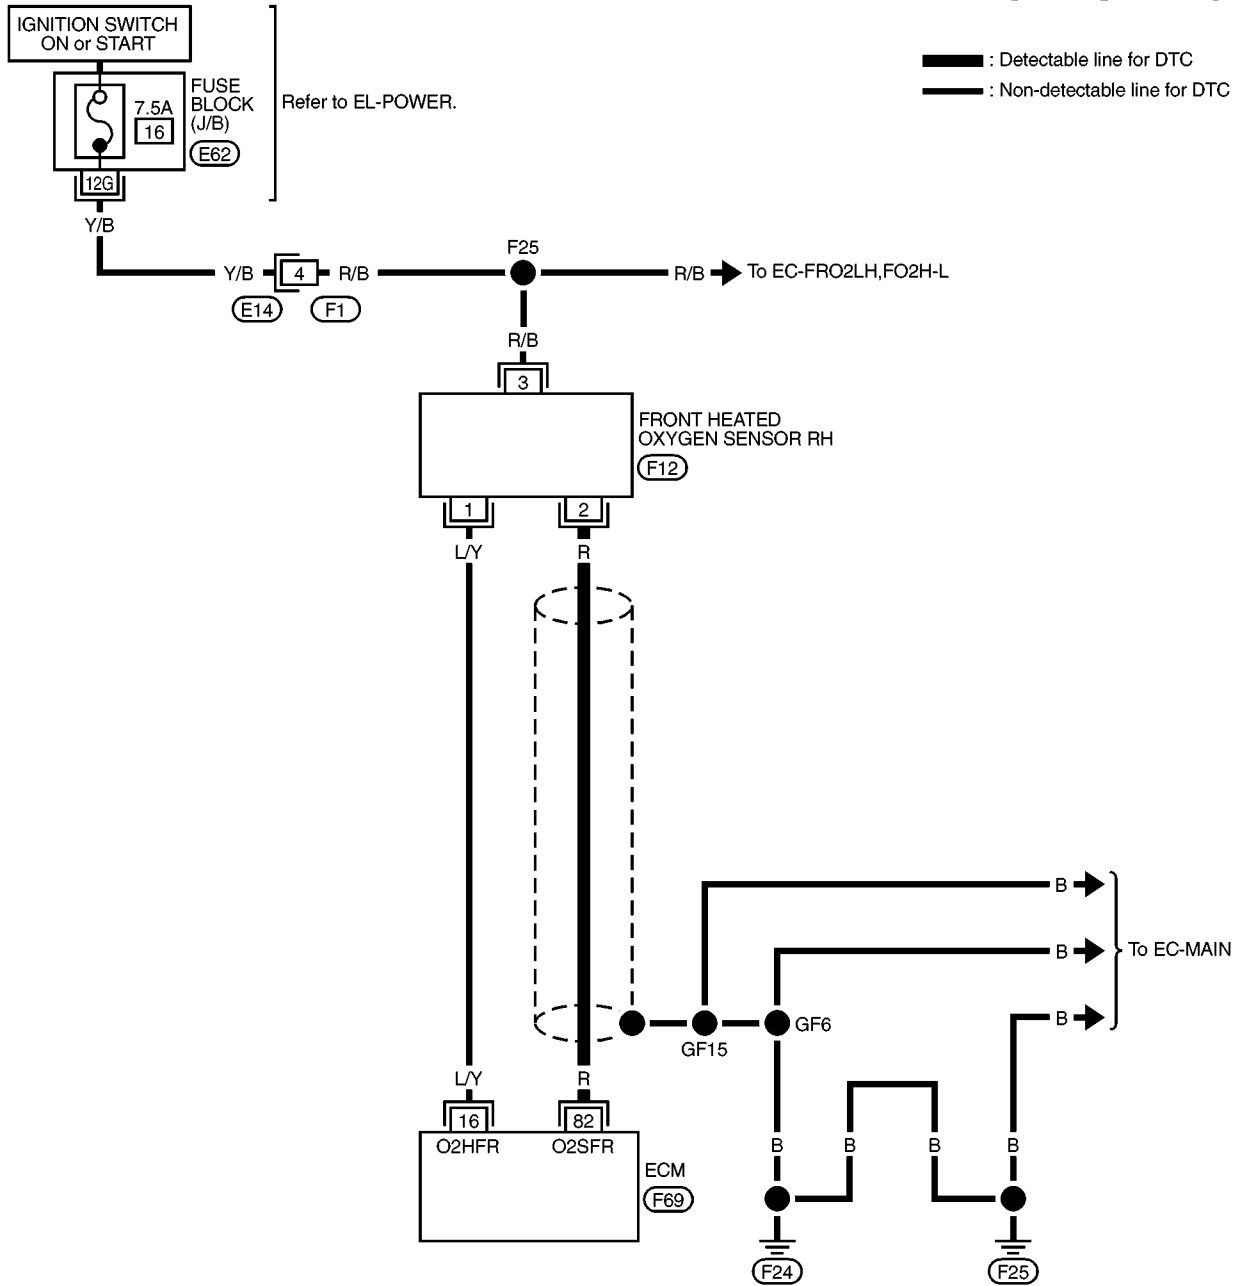 IGNITION SWITCH
ON or START
7.5A
16
FUSE
BLOCK
(J/B)
E62
Refer to EL-POWER.
: Detectable line for DTC
: Non-detectable line for DTC
12G
Y/B
Y/B
4
R/B
E14
F1
F25
R/B
To EC-FRO2LH,FO2H-L
R/B
3
FRONT HEATED
OXYGEN SENSOR RH
F12
1
2
L/Y
R
B
B
To EC-MAIN
B
GF15
GF6
L/Y
R
16
82
O2HFR
O2SFR
ECM
F69
B
B
B
B
F24
F25